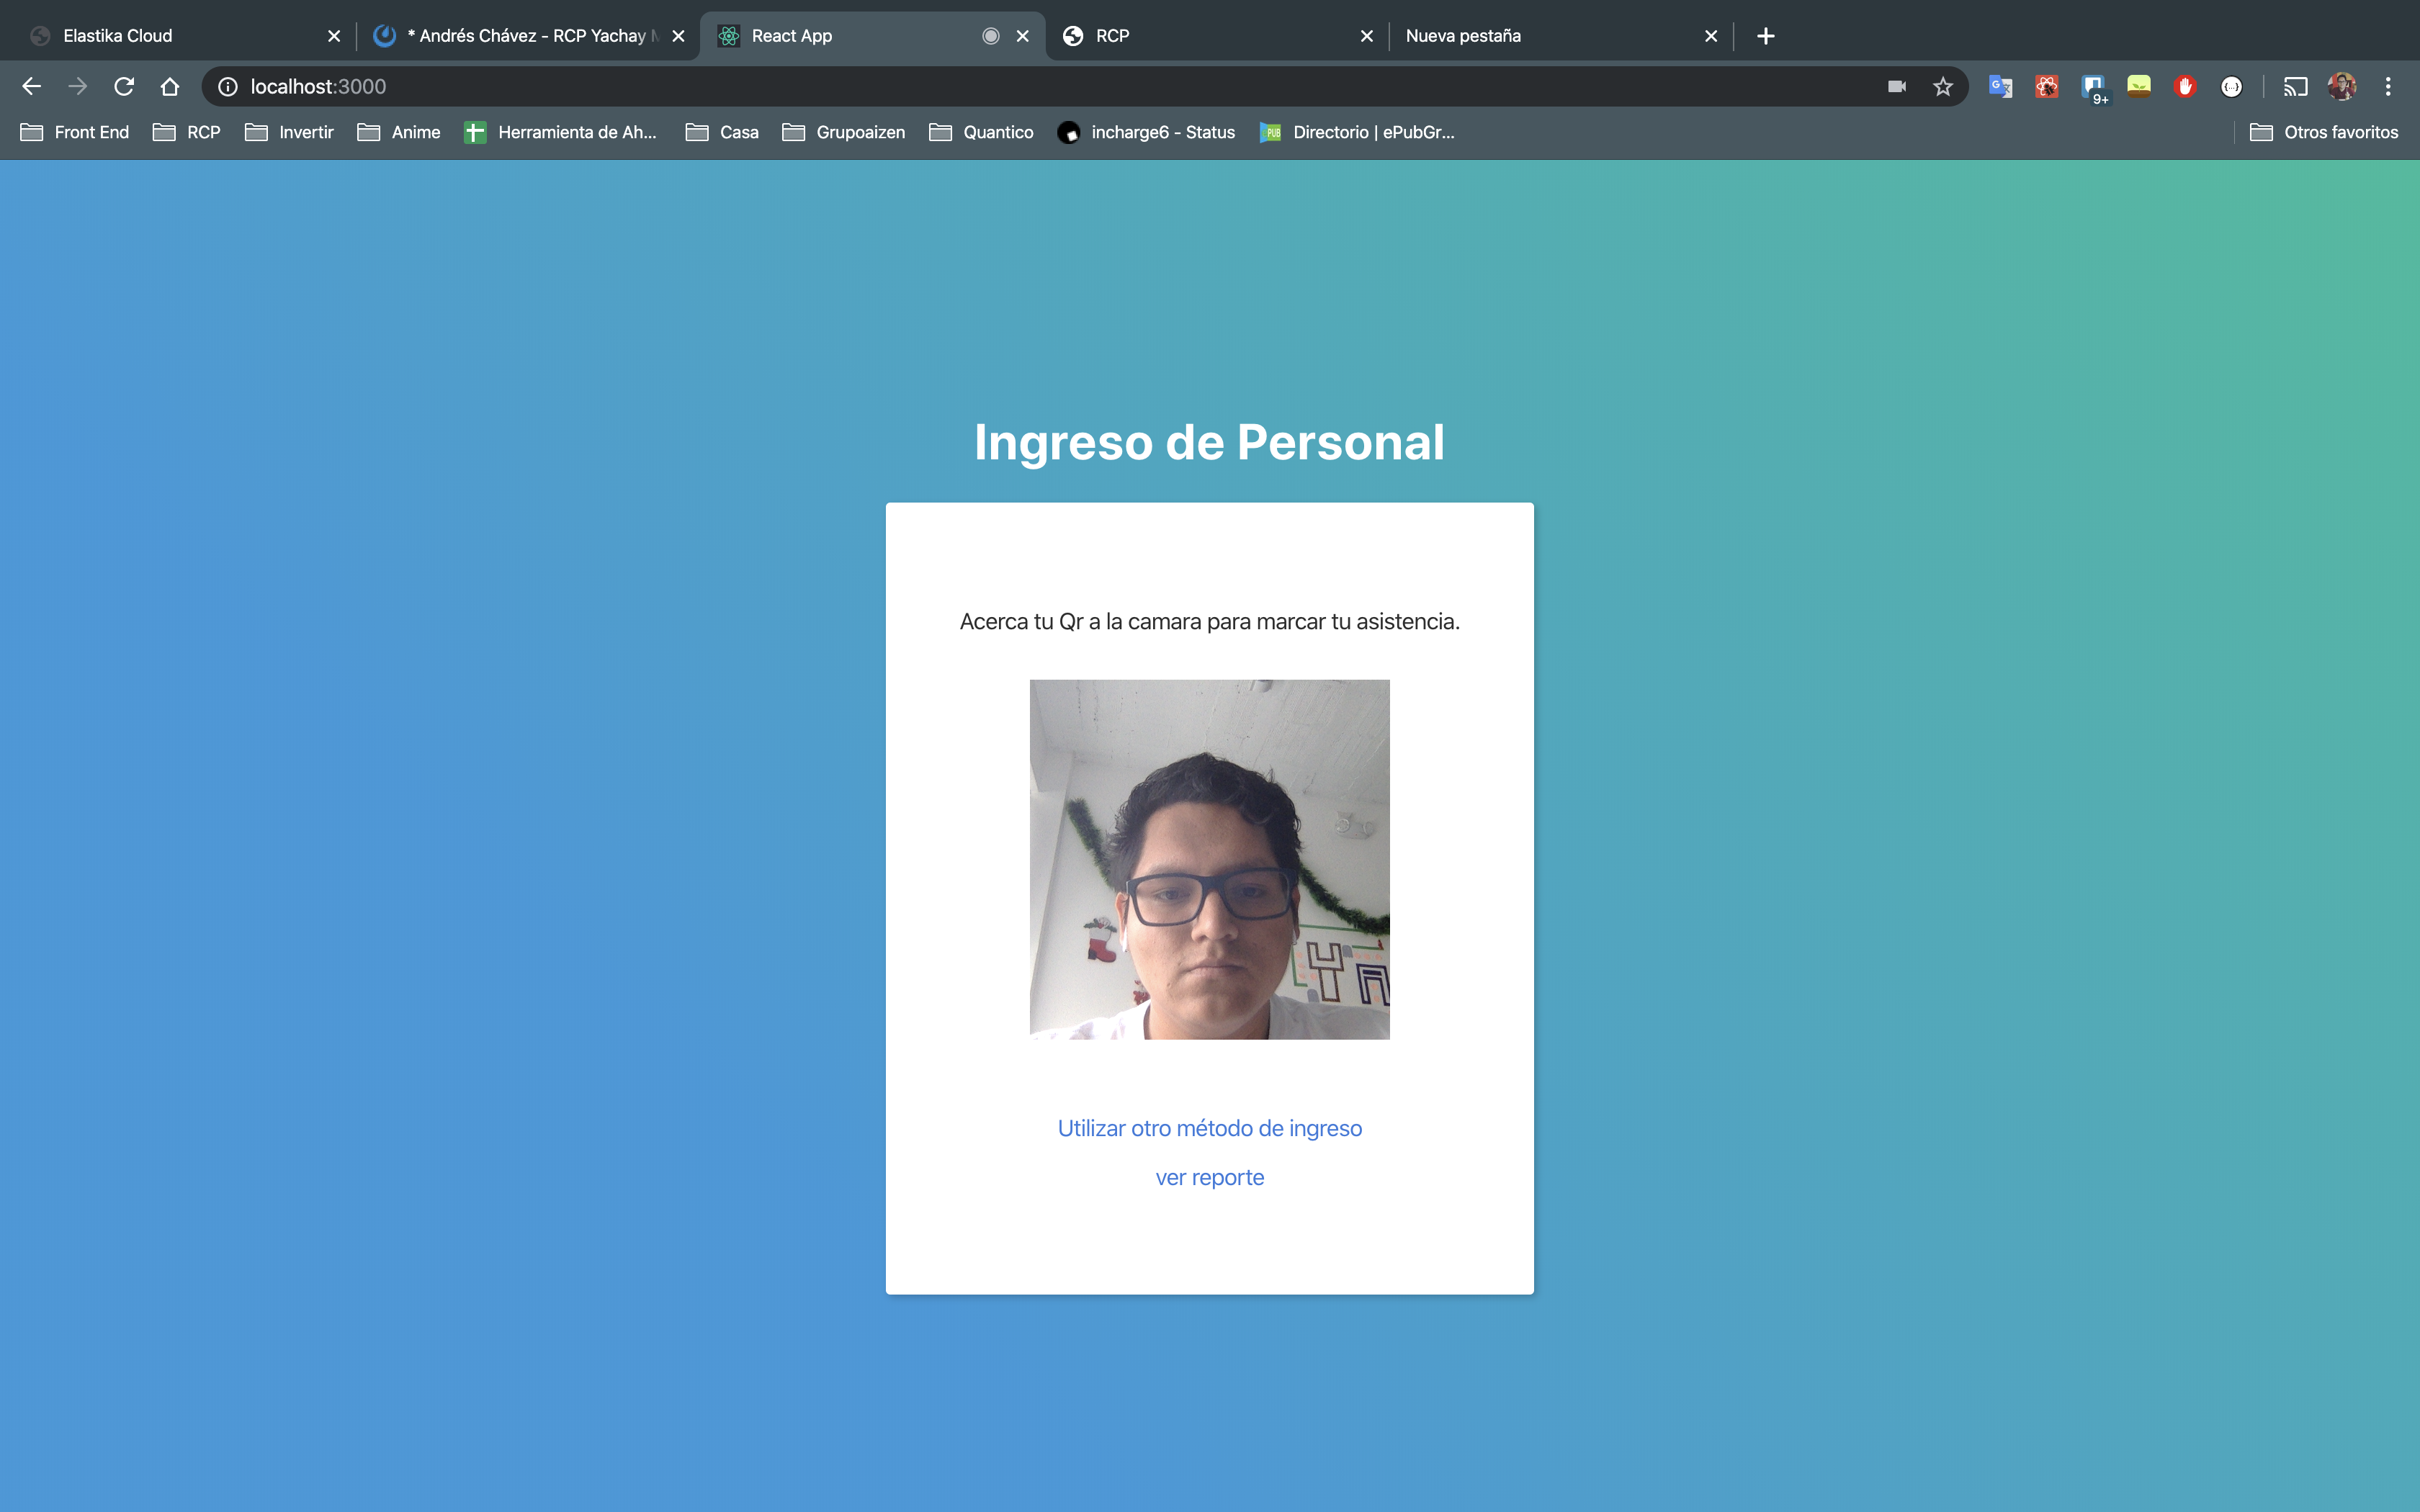 Elastika Cloud
* Andrés Chávez - RCP Yachay
React App
RCP
Nueva pestaña
localhost:3000
9+
Front End
RCP
Invertir
Anime
Herramienta de Ah...
Casa
Grupoaizen
Quantico
incharge6 - Status
Directorio | ePubGr...
Otros favoritos
Ingreso de Personal
Acerca tu Qr a la camara para marcar tu asistencia.
Utilizar otro método de ingreso
ver reporte